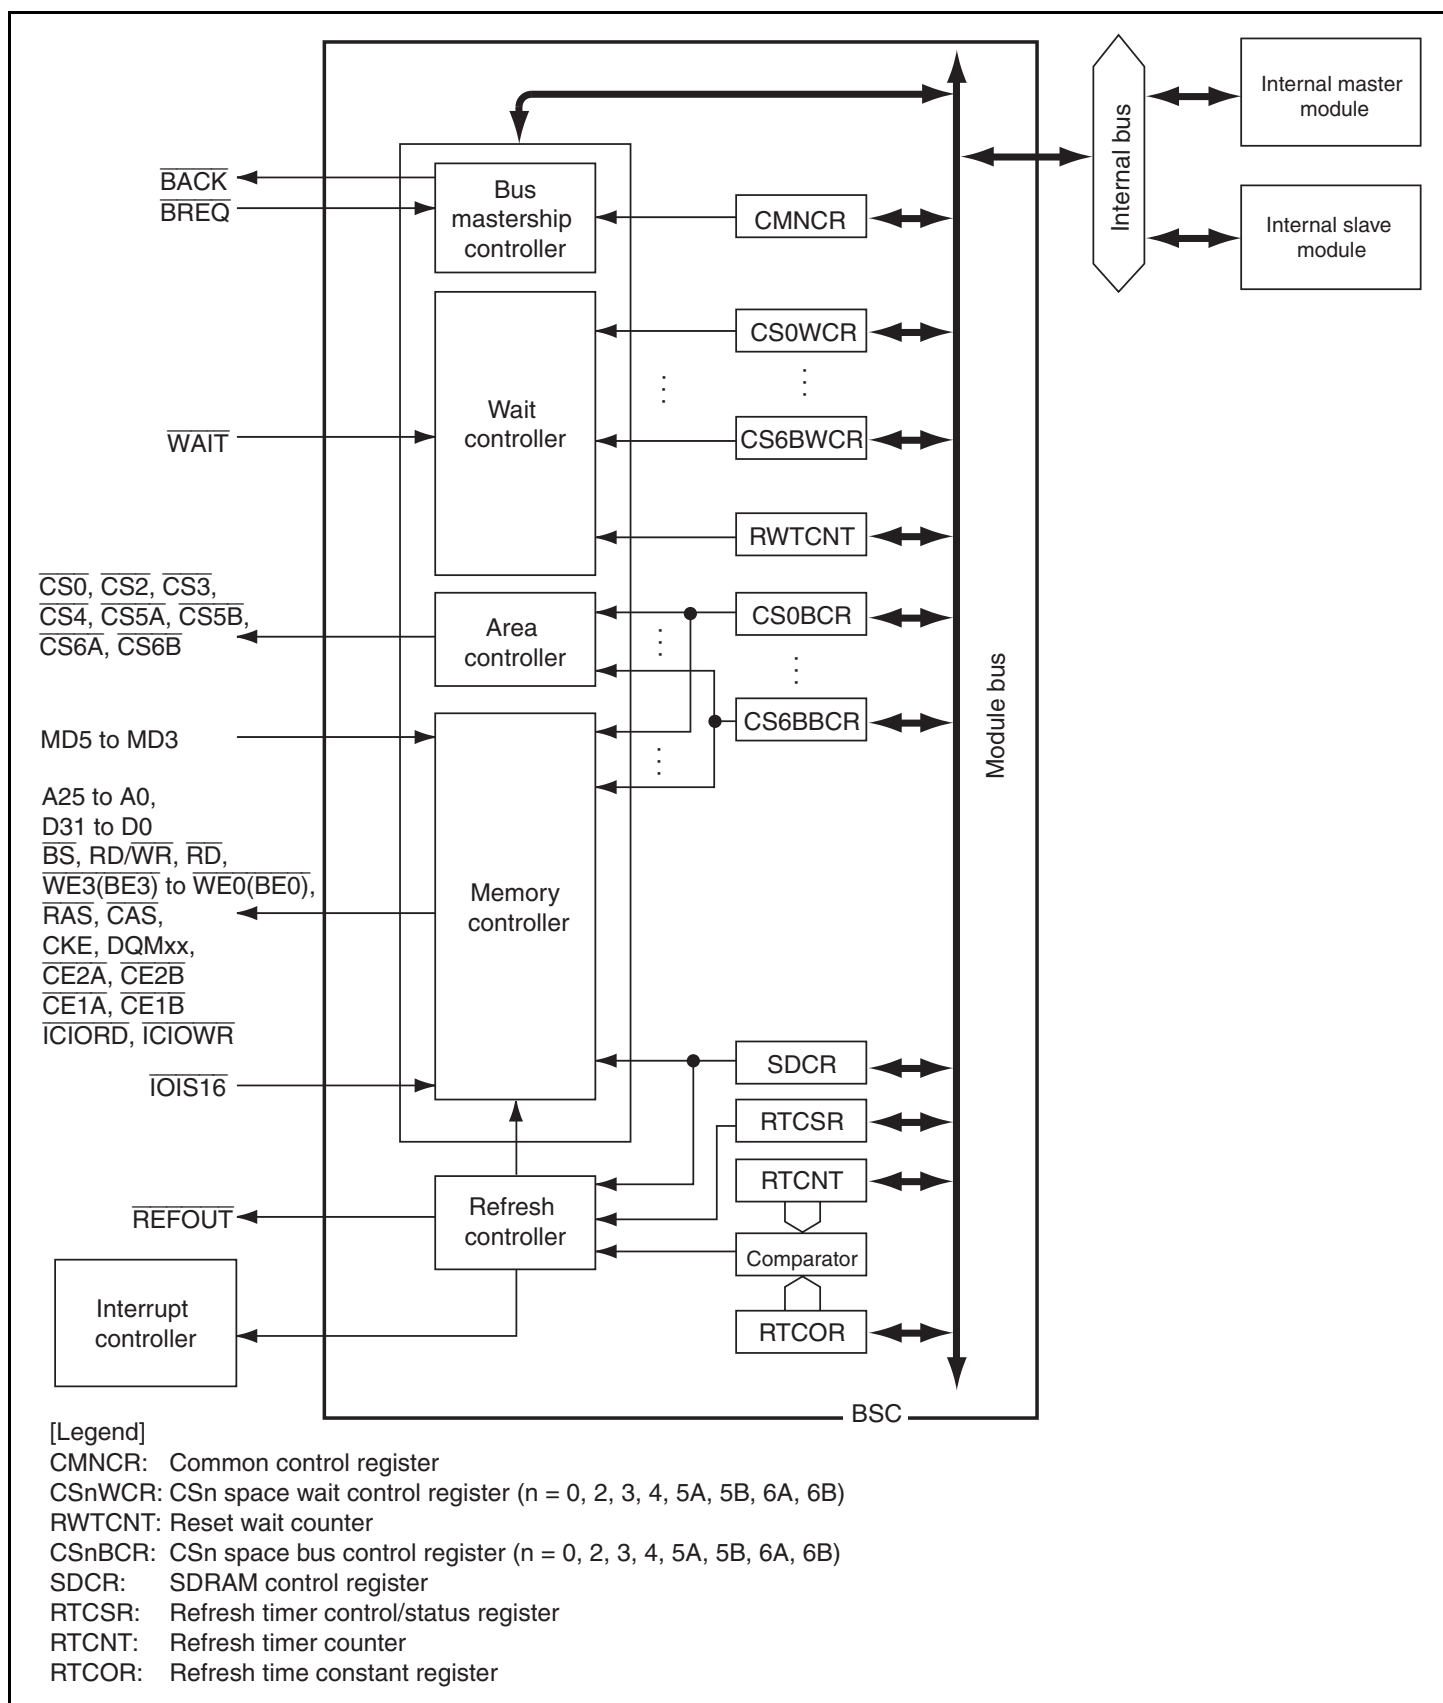 Internal master
module
Internal bus
Internal slave
module
BACK
BREQ
Bus
mastership
controller
CMNCR
CS0WCR
Wait
controller
WAIT
CS6BWCR
RWTCNT
CS0, CS2, CS3,
CS4, CS5A, CS5B,
CS6A, CS6B
Area
controller
CS0BCR
CS6BBCR
Module bus
MD5 to MD3
A25 to A0,
D31 to D0
BS, RD/WR, RD,
WE3(BE3) to WE0(BE0),
RAS, CAS,
CKE, DQMxx,
CE2A, CE2B
CE1A, CE1B
ICIORD, ICIOWR
Memory
controller
IOIS16
SDCR
RTCSR
RTCNT
REFOUT
Refresh
controller
Comparator
RTCOR
Interrupt
controller
BSC
[Legend]
CMNCR: Common control register
CSnWCR: CSn space wait control register (n = 0, 2, 3, 4, 5A, 5B, 6A, 6B)
RWTCNT: Reset wait counter
CSnBCR: CSn space bus control register (n = 0, 2, 3, 4, 5A, 5B, 6A, 6B)
SDCR: SDRAM control register
RTCSR: Refresh timer control/status register
RTCNT: Refresh timer counter
RTCOR: Refresh time constant register